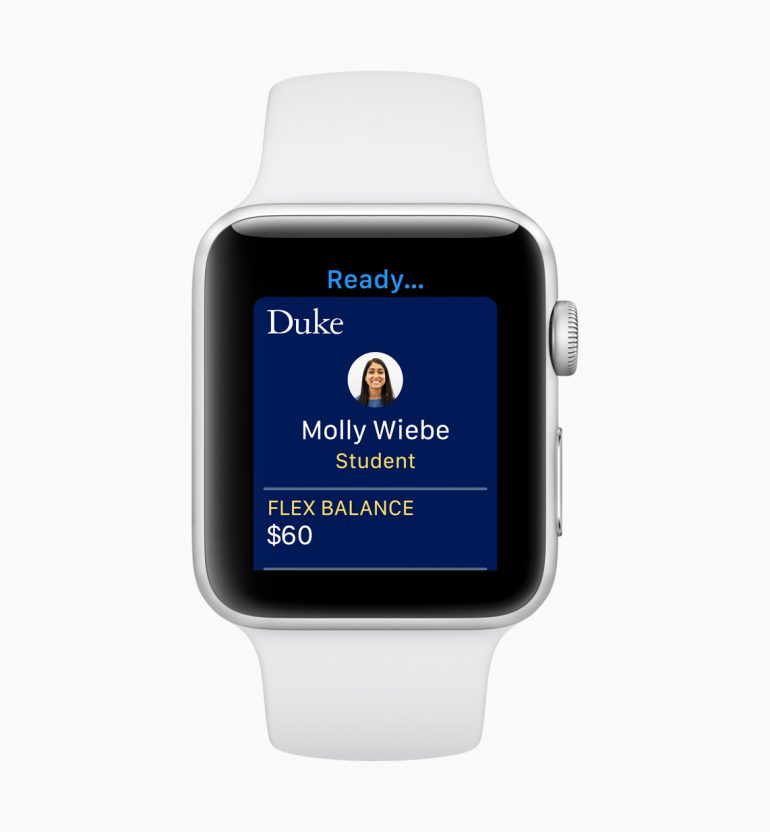 Ready...
Duke
Molly Wiebe
Student
FLEX BALANCE
$60